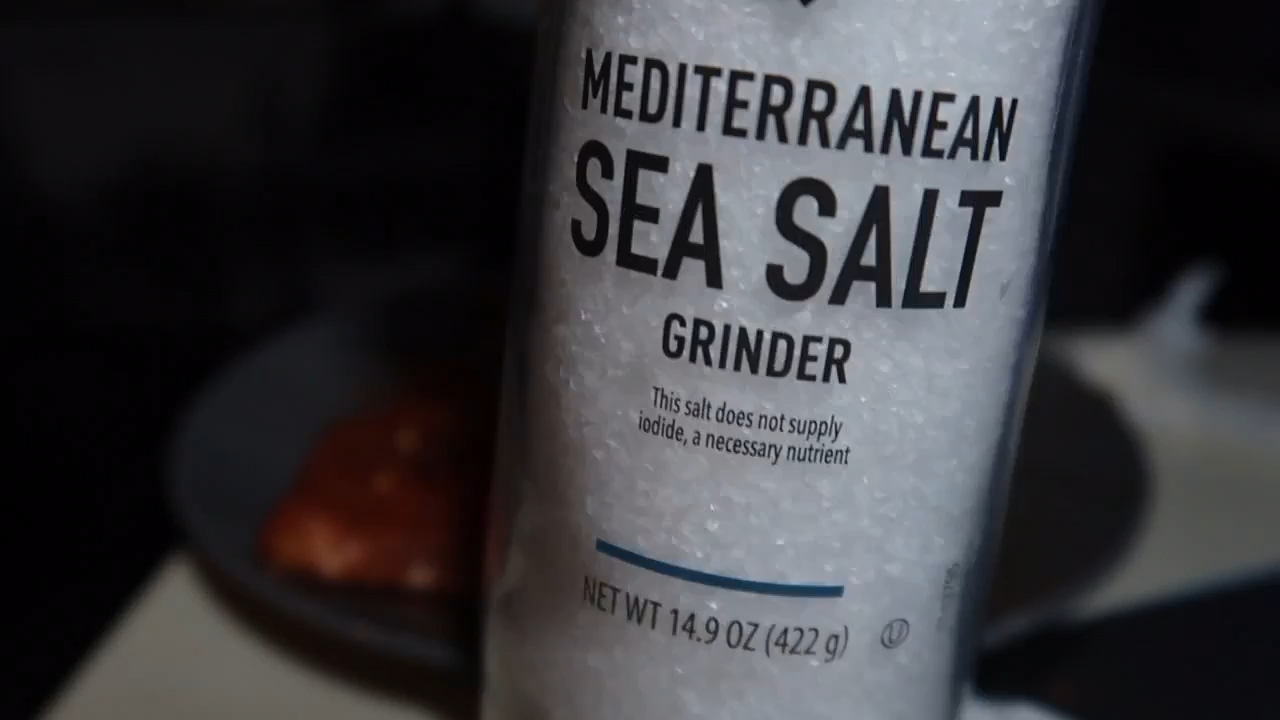 MEDITERRANEAN
SEA SALT
GRINDER
This salt does not supply
iodide, a necessary nutrient
NET WT 14.9 OZ (422 g) U